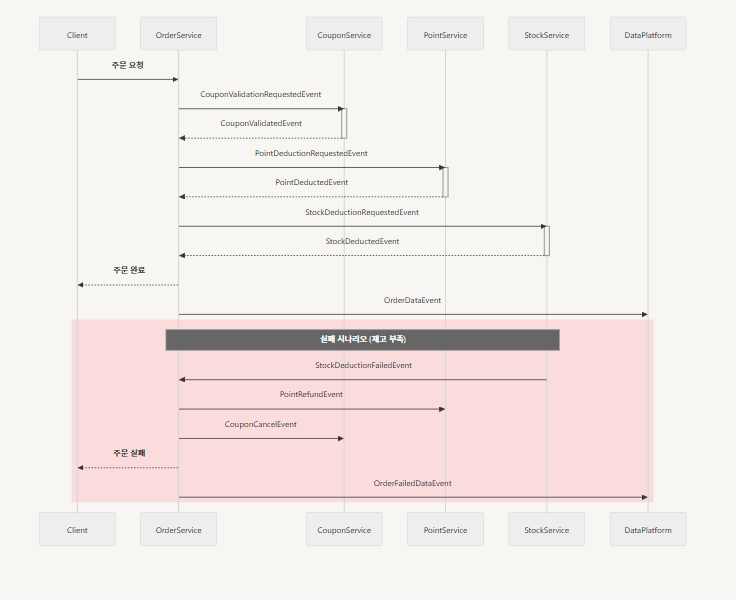 Client
OrderService
CouponService
PointService
StockService
DataPlatform
주문 요청
CouponValidationRequestedEvent
CouponValidatedEvent
PointDeductionRequestedEvent
PointDeductedEvent
StockDeductionRequestedEvent
StockDeductedEvent
주문 완료
OrderDataEvent
실패 시나리오 (재고 부족)
StockDeductionFailedEvent
PointRefundEvent
CouponCancelEvent
주문 실패
OrderFailedDataEvent
Client
OrderService
CouponService
PointService
StockService
DataPlatform